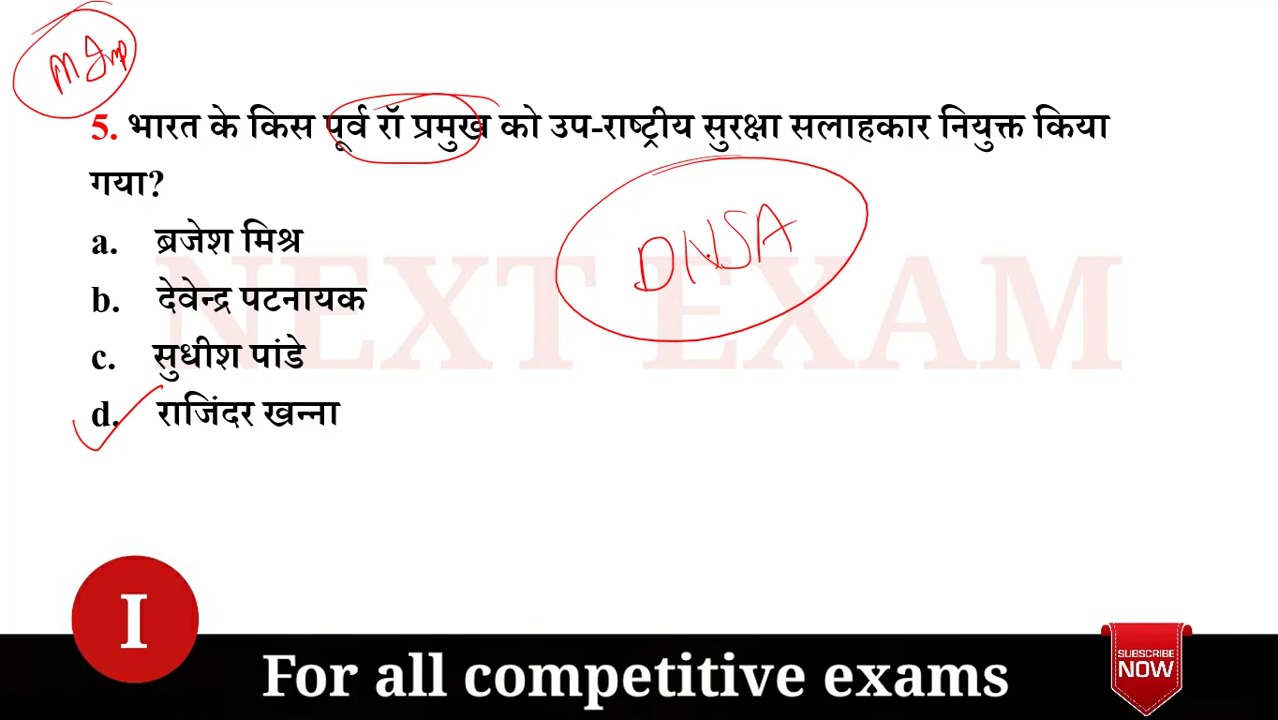 M Imp
5. भारत के किस पूर्व रॉ प्रमुख को उप-राष्ट्रीय सुरक्षा सलाहकार नियुक्त किया
गया?
DNSA
a. ब्रजेश मिश्र
b. देवेन्द्र पटनायक
c. सुधीश पांडे
d. राजिंदर खन्ना
NEXT EXAM
I
For all competitive exams
SUBSCRIBE
NOW